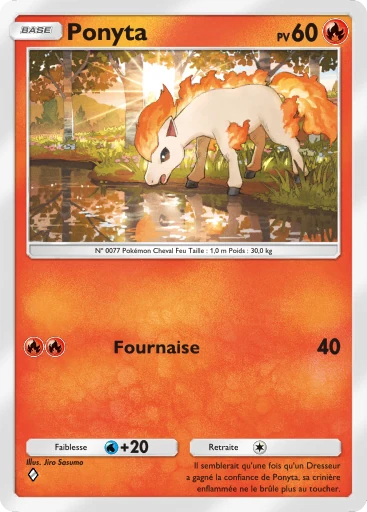 BASE Ponyta PV 60
N° 0077 Pokémon Cheval Feu Taille : 1,0 m Poids : 30,0 kg
Fournaise 40
Faiblesse +20 Retraite
Illus. Jiro Sasumo
Il semblerait qu'une fois qu'un Dresseur
a gagné la confiance de Ponyta, sa crinière
enflammée ne le brûle plus au toucher.